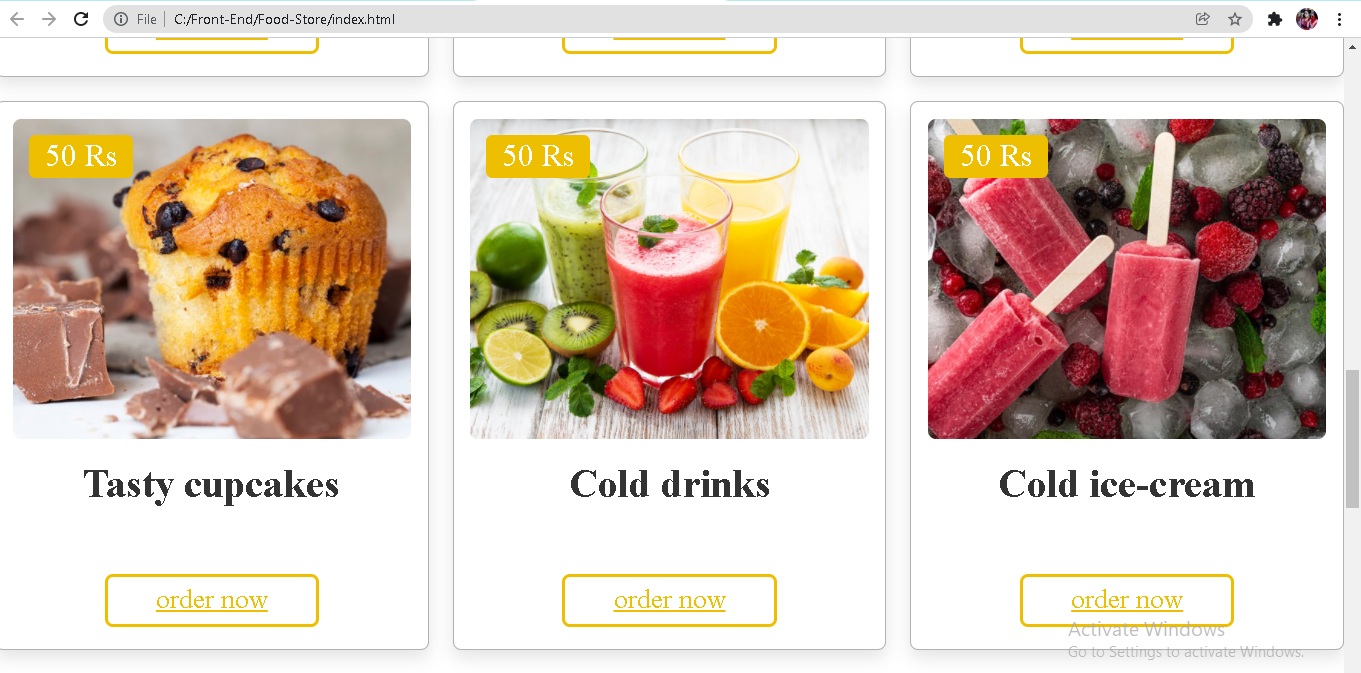 File C:/Front-End/Food-Store/index.html
50 Rs
50 Rs
50 Rs
Tasty cupcakes
Cold drinks
Cold ice-cream
order now
order now
order now
Activate Windows
Go to Settings to activate Windows.